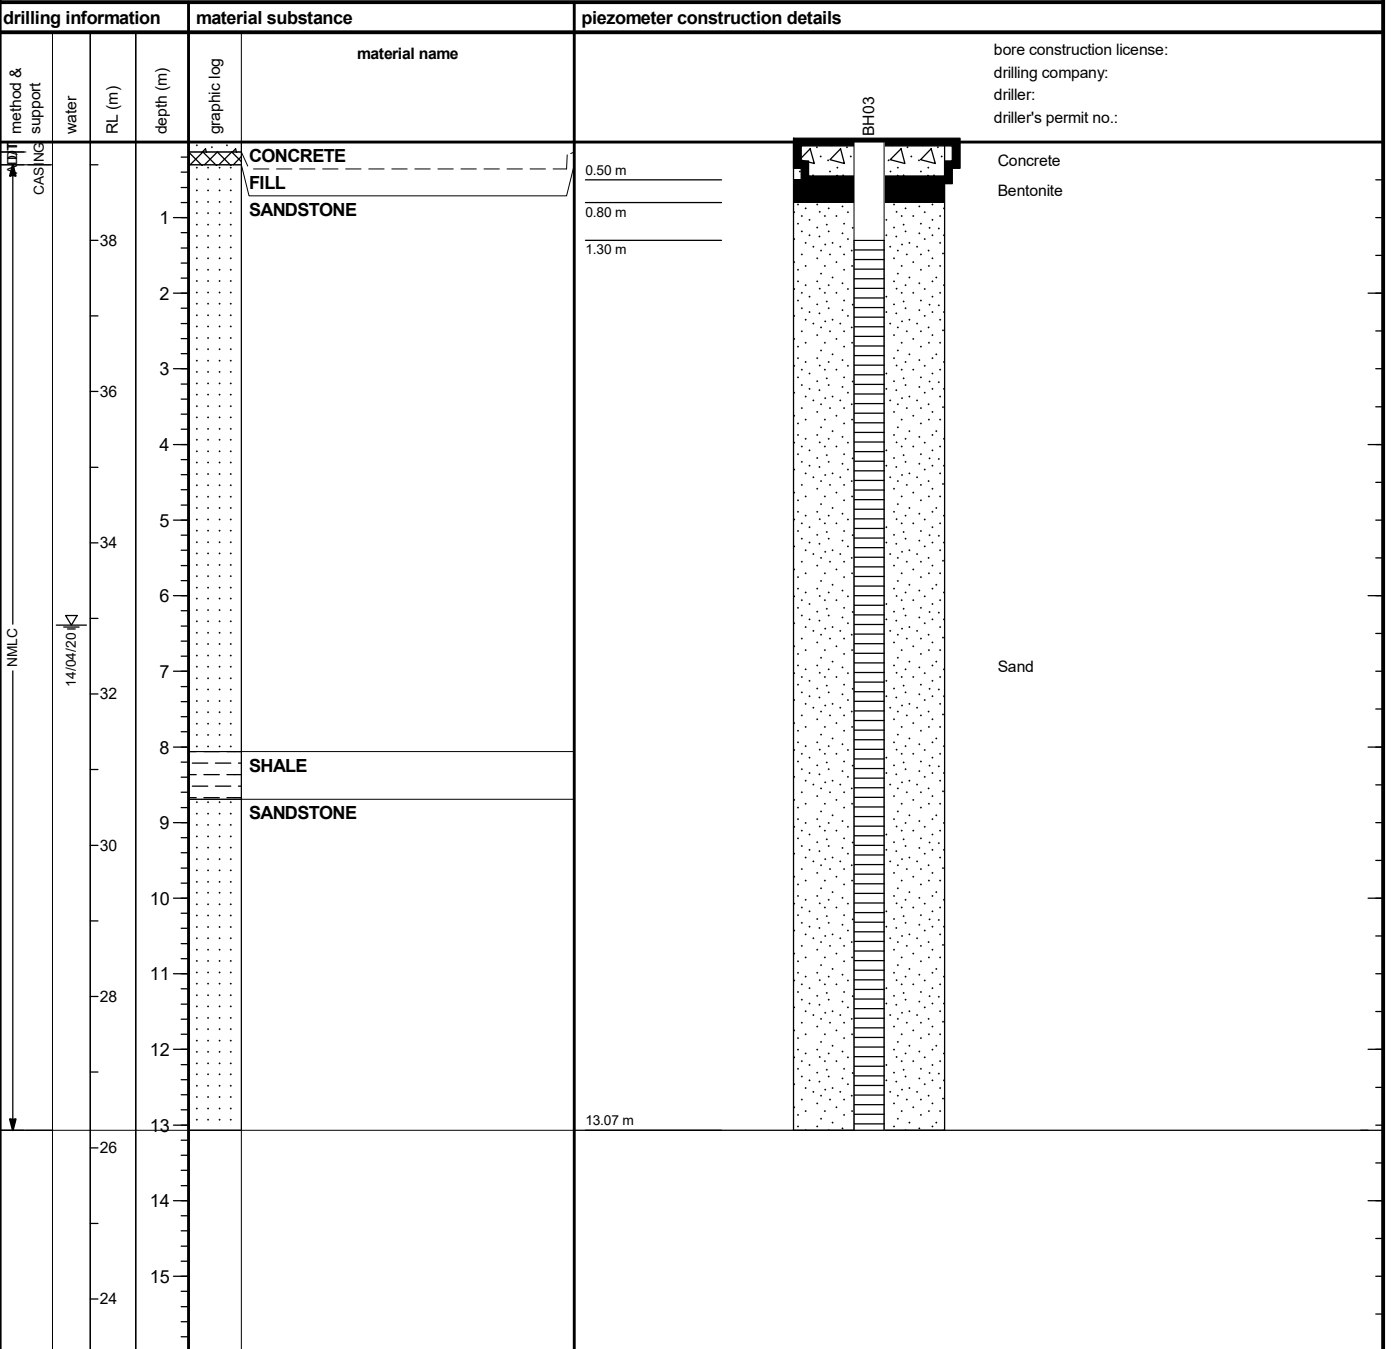 drilling information
material substance
piezometer construction details
method &
support
water
RL (m)
depth (m)
graphic log
material name
BH03
bore construction license:
drilling company:
driller:
driller's permit no.:
CASING
CONCRETE
FILL
SANDSTONE
0.50 m
0.80 m
1.30 m
Concrete
Bentonite
1
38
2
3
36
4
5
34
6
NMLC
14/04/20
7
32
Sand
8
SHALE
SANDSTONE
9
30
10
11
28
12
13
13.07 m
26
14
15
24